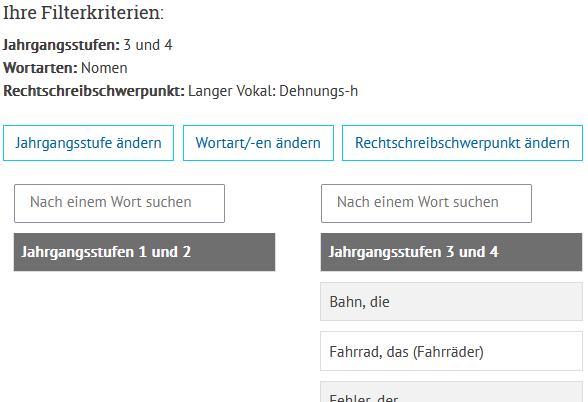 Ihre Filterkriterien:
Jahrgangsstufen: 3 und 4
Wortarten: Nomen
Rechtschreibschwerpunkt: Langer Vokal: Dehnungs-h
Jahrgangsstufe ändern
Wortart/-en ändern
Rechtschreibschwerpunkt ändern
Nach einem Wort suchen
Nach einem Wort suchen
Jahrgangsstufen 1 und 2
Jahrgangsstufen 3 und 4
Bahn, die
Fahrrad, das (Fahrräder)
Fehler, der